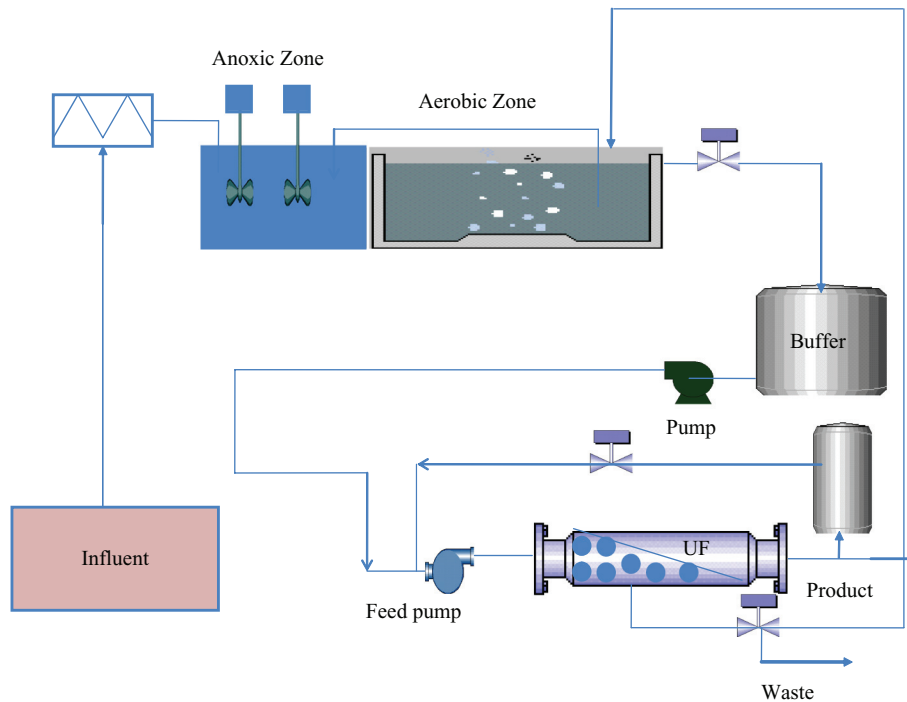 Anoxic Zone
Aerobic Zone
Buffer
Pump
Influent
UF
Feed pump
Product
Waste